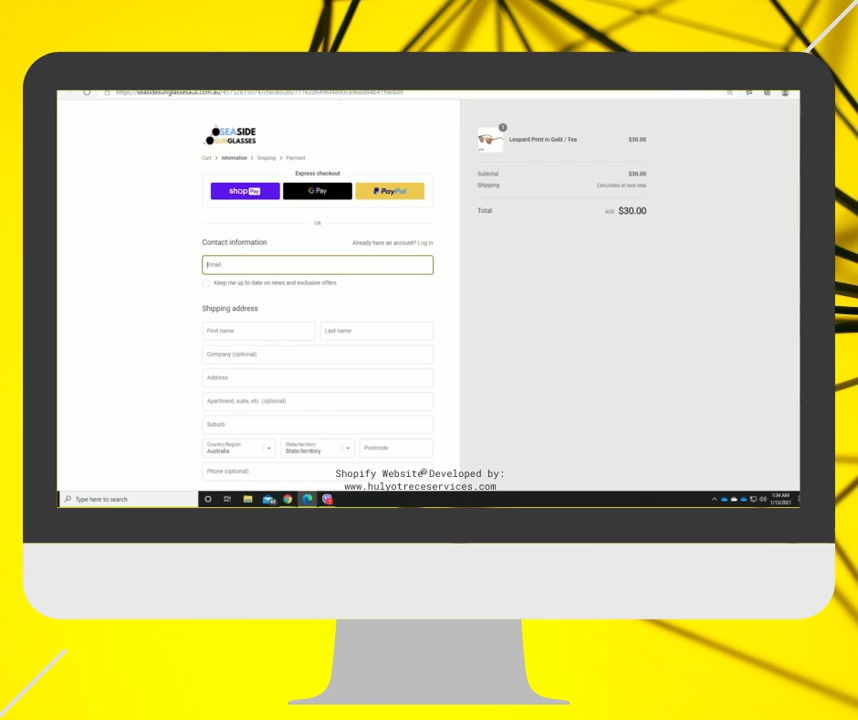 SEASIDE
SUNGLASSES
Cart > Information > Shipping > Payment
Express checkout
shop Pay
G Pay
PayPal
OR
Contact information
Already have an account? Log in
Email
Keep me up to date on news and exclusive offers
Shipping address
First name
Last name
Company (optional)
Address
Apartment, suite, etc. (optional)
Suburb
Country/Region
Australia
State/territory
State/territory
Postcode
Phone (optional)
1
Leopard Print in Gold / Tea
$30.00
Subtotal
$30.00
Shipping
Calculated at next step
Total
AUD $30.00
Shopify Website Developed by:
www.hulyotreceservices.com
Type here to search
1:34 AM
1/13/2021